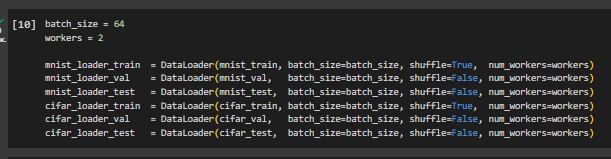 [10] batch_size = 64
workers = 2
mnist_loader_train = DataLoader(mnist_train, batch_size=batch_size, shuffle=True, num_workers=workers)
mnist_loader_val = DataLoader(mnist_val, batch_size=batch_size, shuffle=False, num_workers=workers)
mnist_loader_test = DataLoader(mnist_test, batch_size=batch_size, shuffle=False, num_workers=workers)
cifar_loader_train = DataLoader(cifar_train, batch_size=batch_size, shuffle=True, num_workers=workers)
cifar_loader_val = DataLoader(cifar_val, batch_size=batch_size, shuffle=False, num_workers=workers)
cifar_loader_test = DataLoader(cifar_test, batch_size=batch_size, shuffle=False, num_workers=workers)